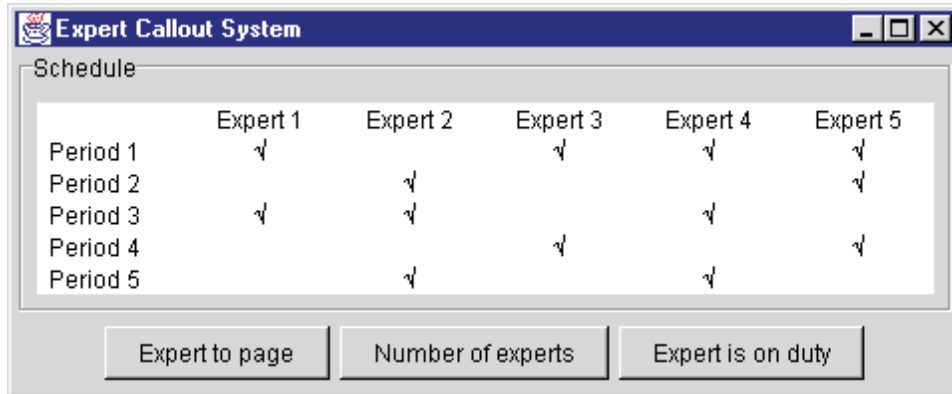 Expert Callout System
Schedule
Expert 1 Expert 2 Expert 3 Expert 4 Expert 5
Period 1 √ √ √ √
Period 2 √ √
Period 3 √ √ √
Period 4 √ √
Period 5 √ √
Expert to page Number of experts Expert is on duty